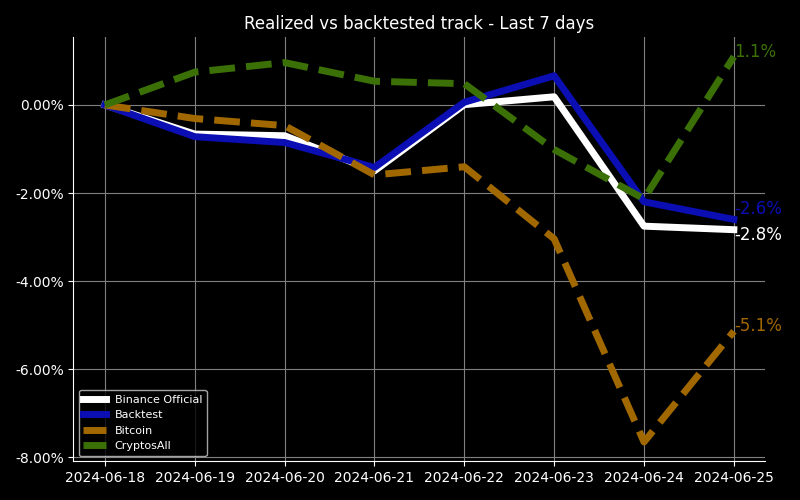 Realized vs backtested track - Last 7 days
1.1%
0.00%
-2.00%
-2.6%
-2.8%
-4.00%
-5.1%
-6.00%
-8.00%
Binance Official
Backtest
Bitcoin
CryptosAll
2024-06-18 2024-06-19 2024-06-20 2024-06-21 2024-06-22 2024-06-23 2024-06-24 2024-06-25